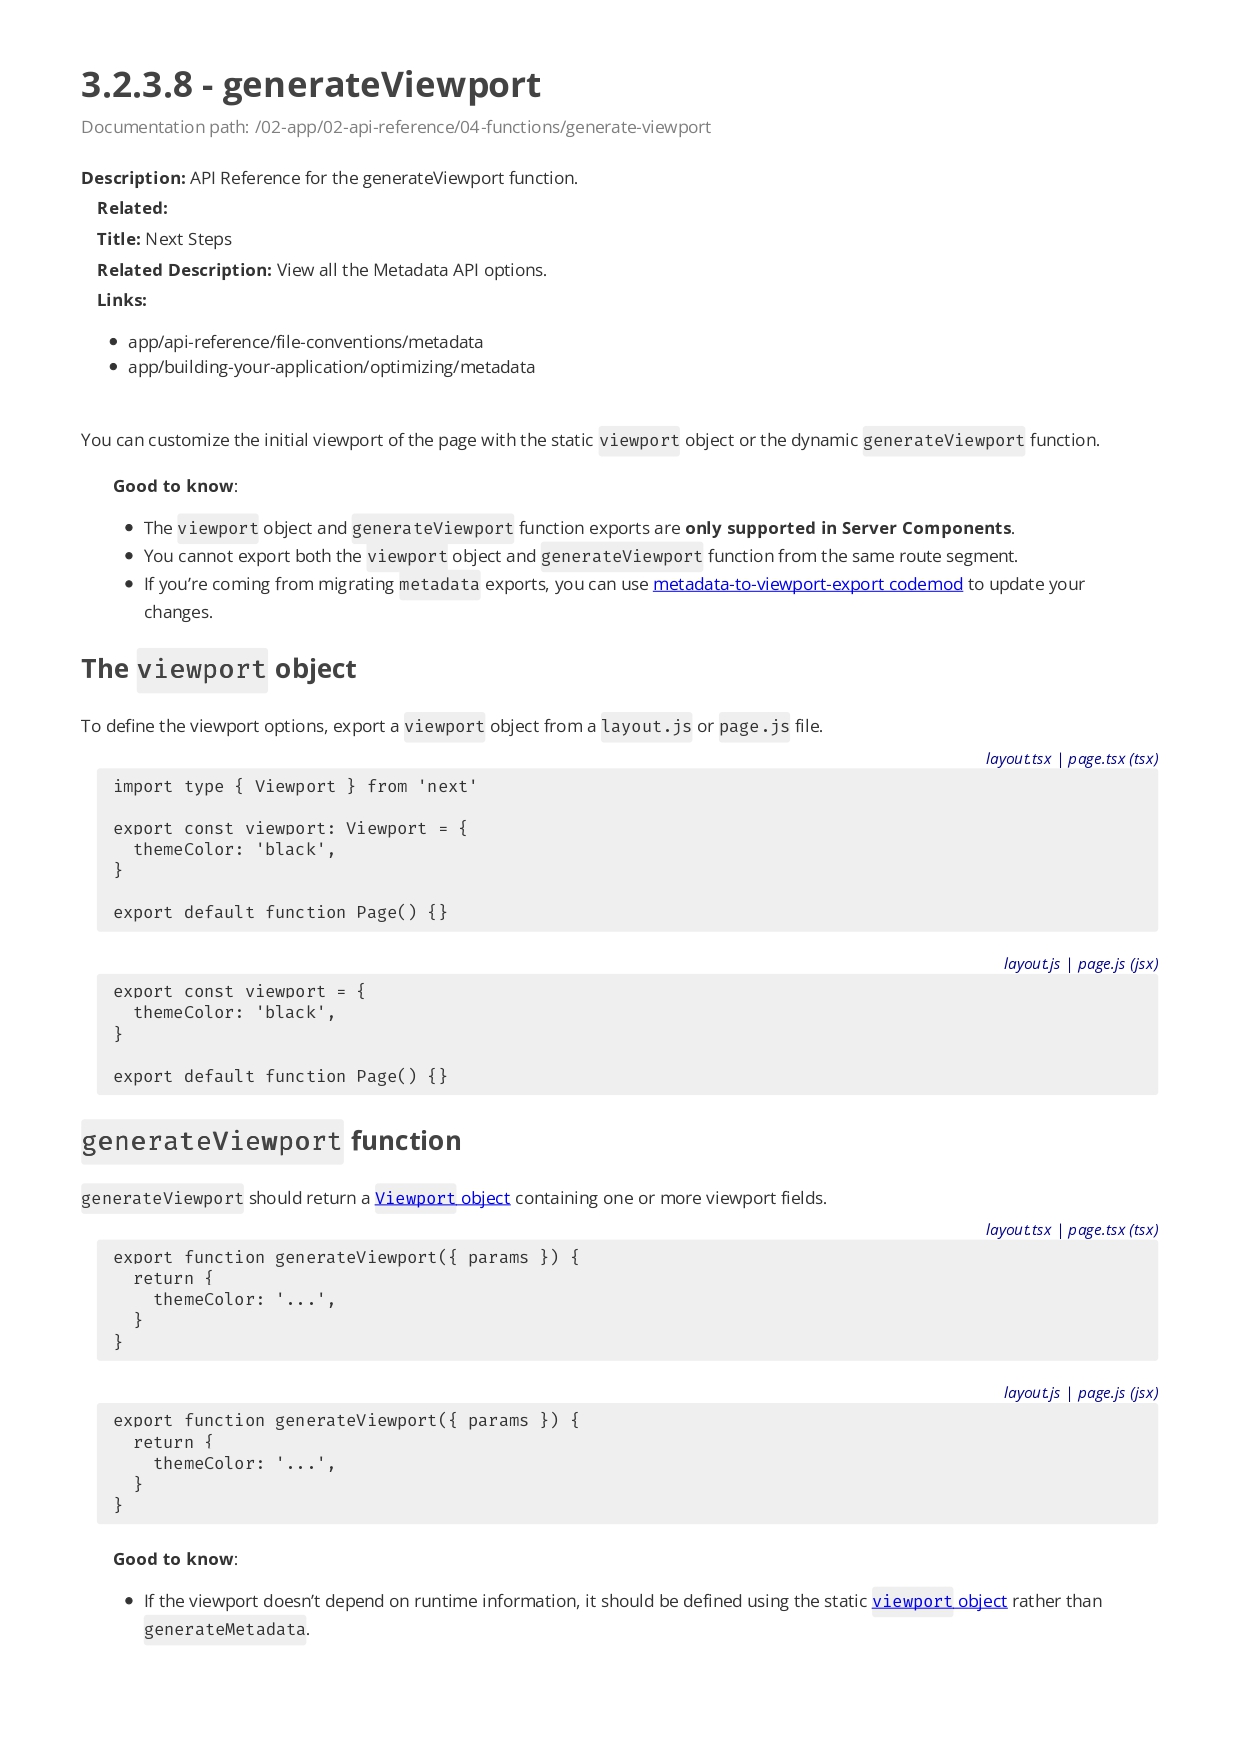 3.2.3.8 - generateViewport
Documentation path: /02-app/02-api-reference/04-functions/generate-viewport
Description: API Reference for the generateViewport function.
Related:
Title: Next Steps
Related Description: View all the Metadata API options.
Links:
• app/api-reference/file-conventions/metadata
• app/building-your-application/optimizing/metadata
You can customize the initial viewport of the page with the static viewport object or the dynamic generateViewport function.
Good to know:
• The viewport object and generateViewport function exports are only supported in Server Components.
• You cannot export both the viewport object and generateViewport function from the same route segment.
• If you’re coming from migrating metadata exports, you can use metadata-to-viewport-export codemod to update your
changes.
The viewport object
To define the viewport options, export a viewport object from a layout.js or page.js file.
layout.tsx | page.tsx (tsx)
import type { Viewport } from 'next'
export const viewport: Viewport = {
  themeColor: 'black',
}
export default function Page() {}
layout.js | page.js (jsx)
export const viewport = {
  themeColor: 'black',
}
export default function Page() {}
generateViewport function
generateViewport should return a Viewport object containing one or more viewport fields.
layout.tsx | page.tsx (tsx)
export function generateViewport({ params }) {
  return {
    themeColor: '...',
  }
}
layout.js | page.js (jsx)
export function generateViewport({ params }) {
  return {
    themeColor: '...',
  }
}
Good to know:
• If the viewport doesn’t depend on runtime information, it should be defined using the static viewport object rather than
generateMetadata.